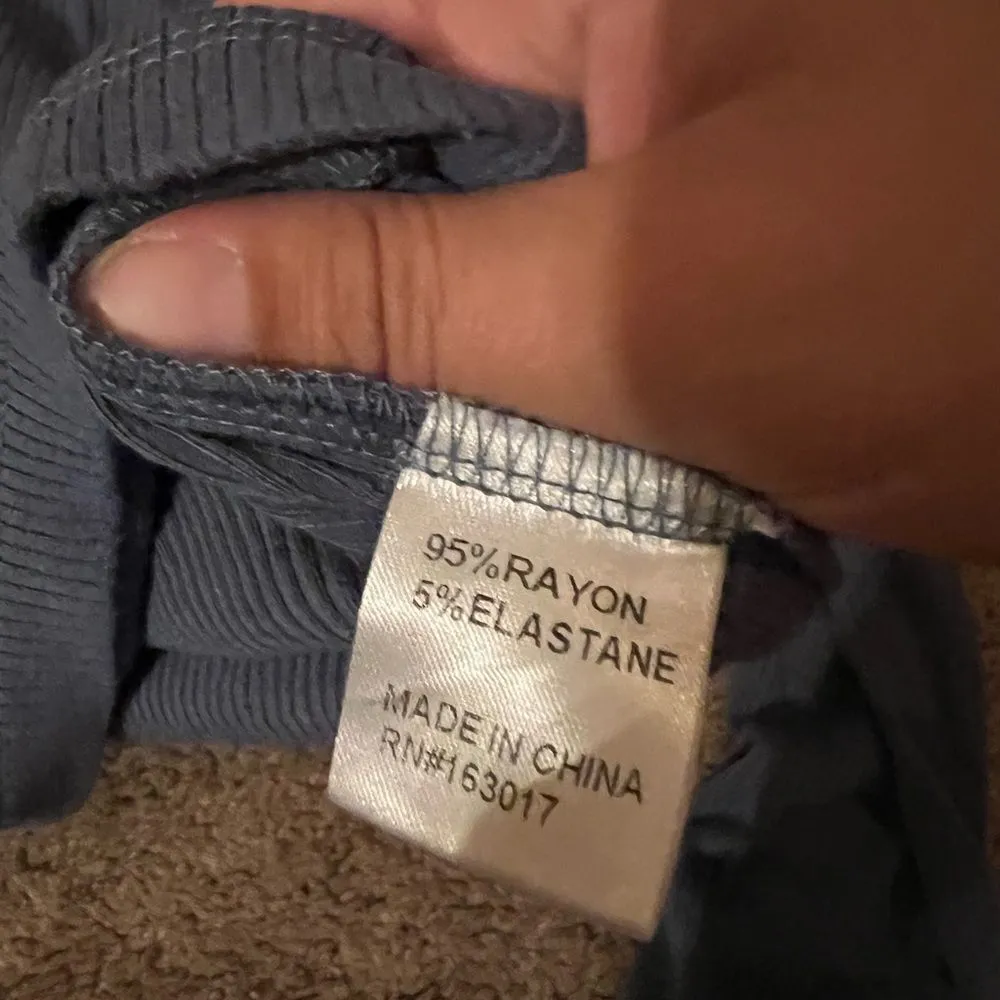 95%RAYON
5%ELASTANE
MADE IN CHINA
RN#163017